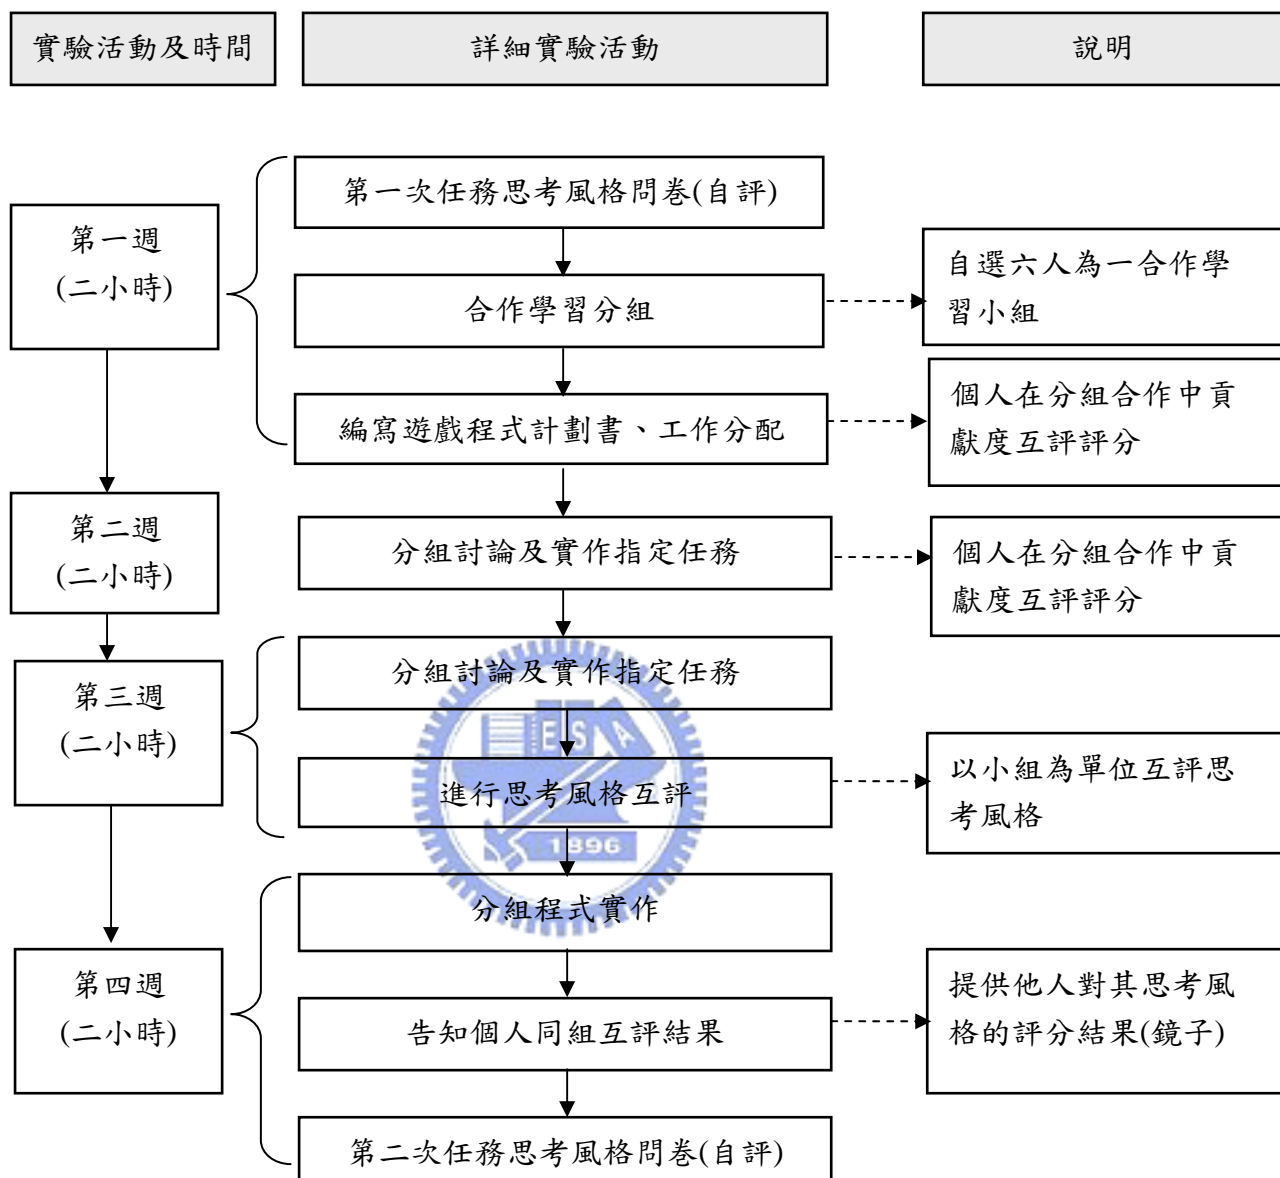 實驗活動及時間
詳細實驗活動
說明
第一次任務思考風格問卷(自評)
第一週
(二小時)
合作學習分組
自選六人為一合作學
習小組
編寫遊戲程式計劃書、工作分配
個人在分組合作中貢
獻度互評評分
第二週
(二小時)
分組討論及實作指定任務
個人在分組合作中貢
獻度互評評分
第三週
(二小時)
分組討論及實作指定任務
ESA
進行思考風格互評
以小組為單位互評思
考風格
1896
分組程式實作
第四週
(二小時)
告知個人同組互評結果
提供他人對其思考風
格的評分結果(鏡子)
第二次任務思考風格問卷(自評)